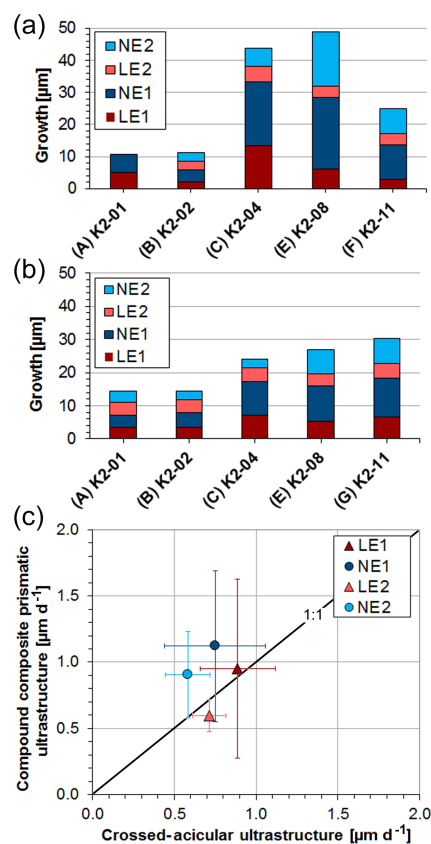 (a)
50
40
30
20
10
0
Growth [µm]
NE2
LE2
NE1
LE1
(A) K2-01
(B) K2-02
(C) K2-04
(E) K2-08
(F) K2-11
(b)
50
40
30
20
10
0
Growth [µm]
NE2
LE2
NE1
LE1
(A) K2-01
(B) K2-02
(C) K2-04
(E) K2-08
(G) K2-11
(c)
2.0
1.5
1.0
0.5
0.0
Compound composite prismatic
ultrastructure [µm d⁻¹]
LE1
NE1
LE2
NE2
1:1
0.0 0.5 1.0 1.5 2.0
Crossed-acicular ultrastructure [µm d⁻¹]